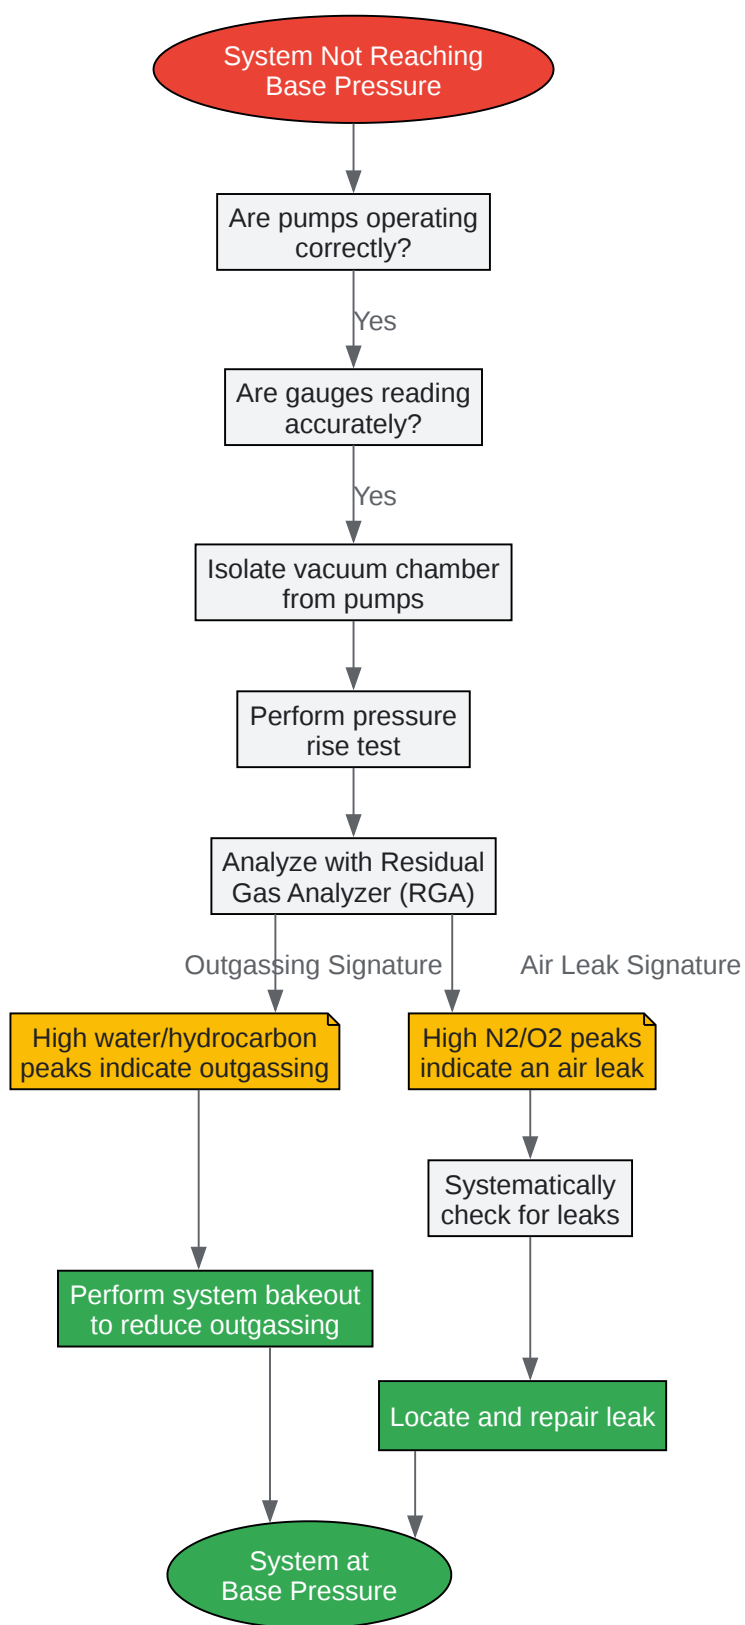 System Not Reaching
Base Pressure
Are pumps operating
correctly?
Yes
Are gauges reading
accurately?
Yes
Isolate vacuum chamber
from pumps
Perform pressure
rise test
Analyze with Residual
Gas Analyzer (RGA)
Outgassing Signature
Air Leak Signature
High water/hydrocarbon
peaks indicate outgassing
High N2/O2 peaks
indicate an air leak
Systematically
check for leaks
Perform system bakeout
to reduce outgassing
Locate and repair leak
System at
Base Pressure